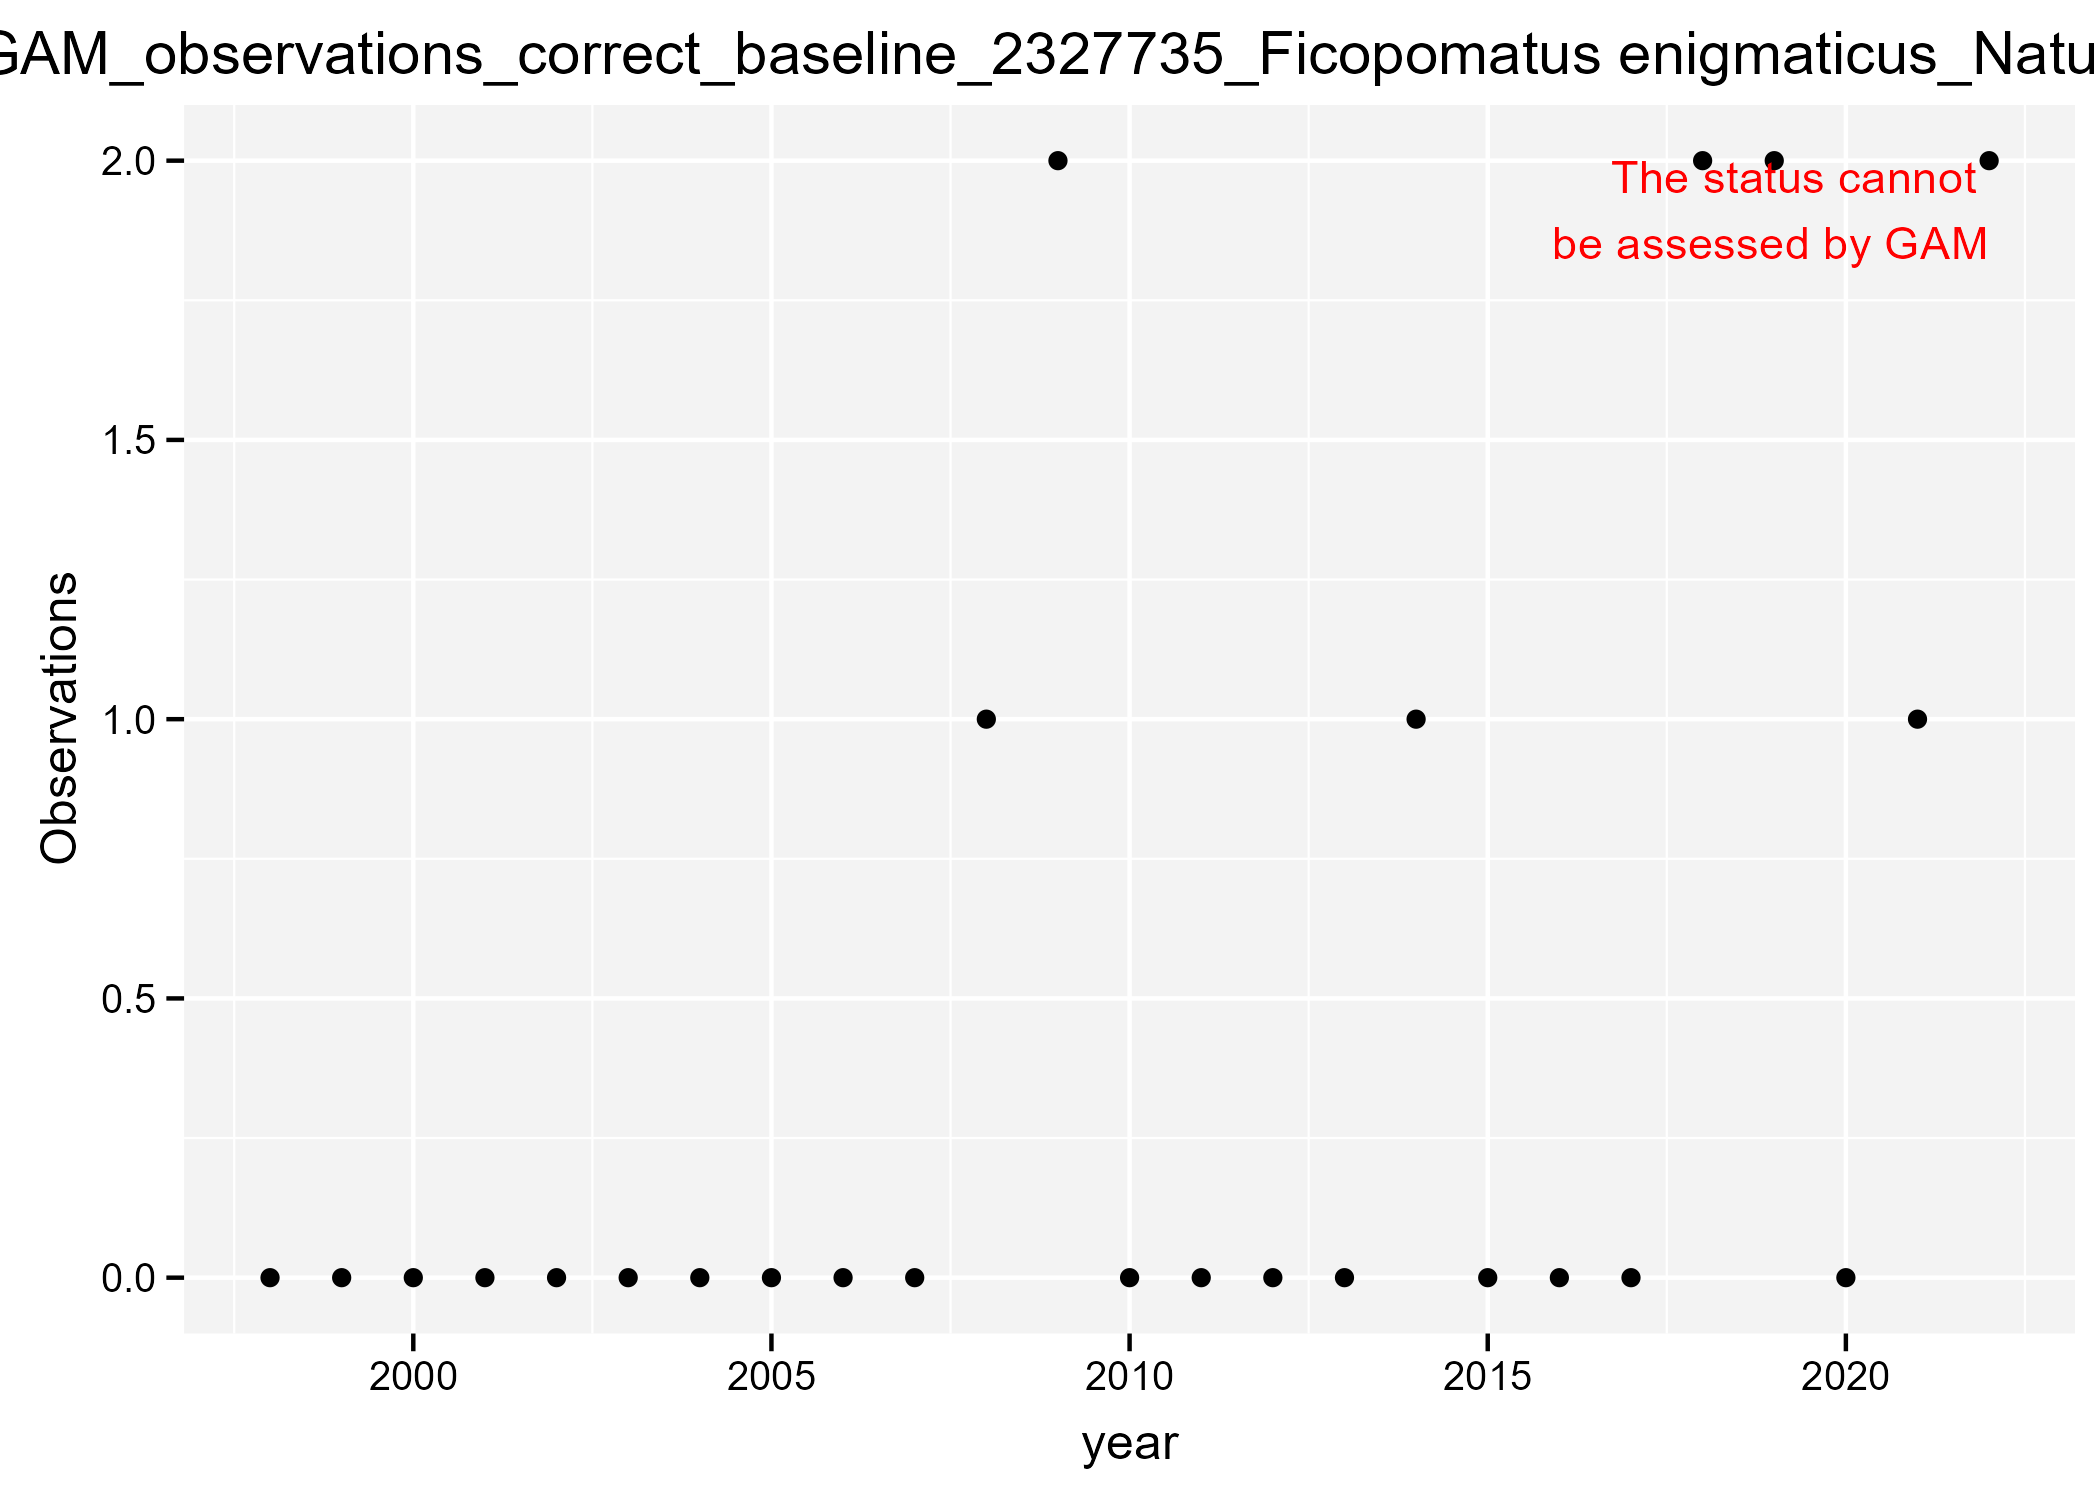 GAM_observations_correct_baseline_2327735_Ficopomatus enigmaticus_Natu
2.0
The status cannot
be assessed by GAM
1.5
1.0
0.5
0.0
Observations
2000 2005 2010 2015 2020
year